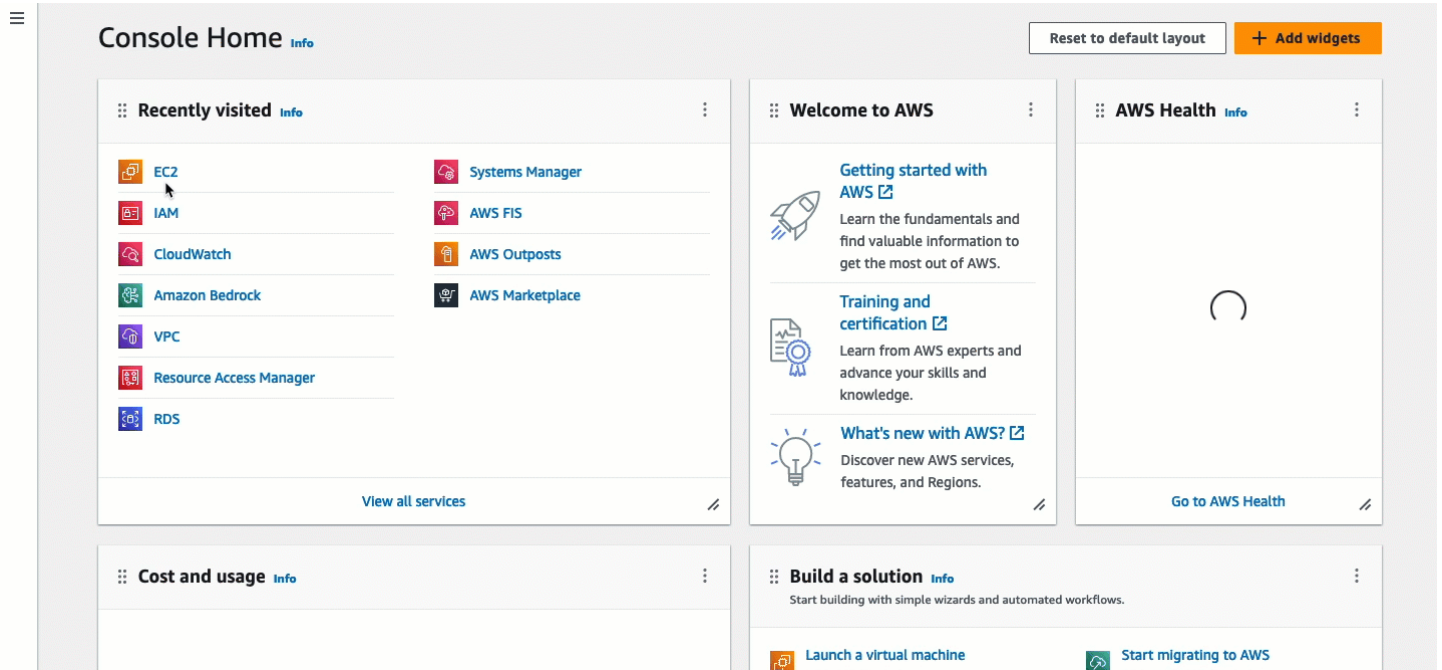 Console Home Info
Reset to default layout
Add widgets
Recently visited Info
EC2
IAM
CloudWatch
Amazon Bedrock
VPC
Resource Access Manager
RDS
Systems Manager
AWS FIS
AWS Outposts
AWS Marketplace
View all services
Welcome to AWS
Getting started with
AWS
Learn the fundamentals and
find valuable information to
get the most out of AWS.
Training and
certification
Learn from AWS experts and
advance your skills and
knowledge.
What's new with AWS?
Discover new AWS services,
features, and Regions.
AWS Health Info
Go to AWS Health
Cost and usage Info
Build a solution Info
Start building with simple wizards and automated workflows.
Launch a virtual machine
Start migrating to AWS